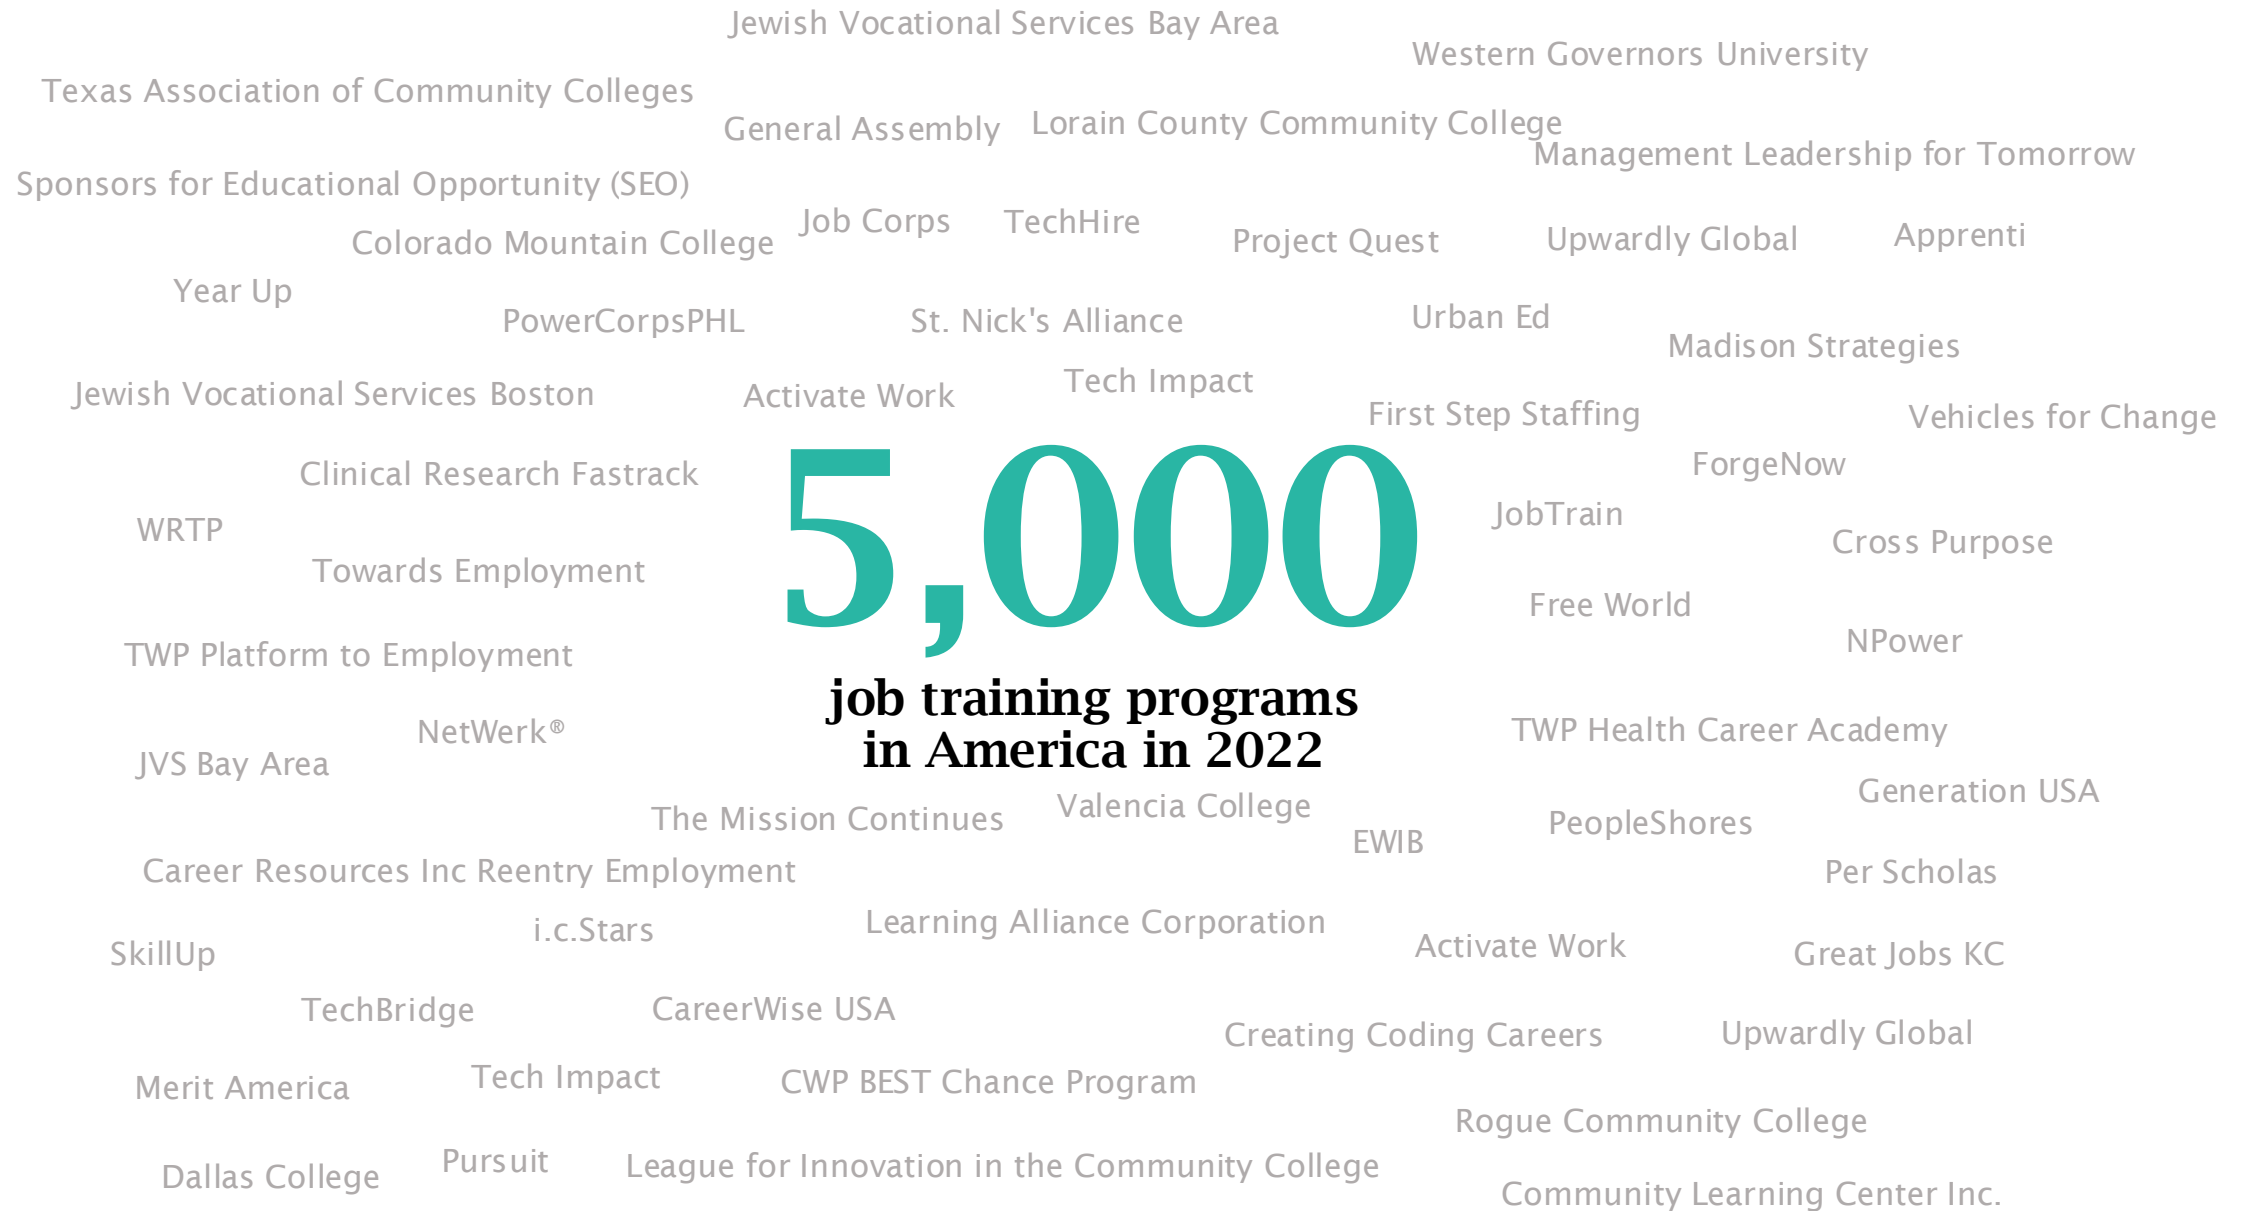 Jewish Vocational Services Bay Area
Western Governors University
Texas Association of Community Colleges
General Assembly
Lorain County Community College
Management Leadership for Tomorrow
Sponsors for Educational Opportunity (SEO)
Job Corps
TechHire
Colorado Mountain College
Project Quest
Upwardly Global
Apprenti
Year Up
PowerCorpsPHL
St. Nick's Alliance
Urban Ed
Madison Strategies
Jewish Vocational Services Boston
Activate Work
Tech Impact
First Step Staffing
Vehicles for Change
Clinical Research Fastrack
ForgeNow
5,000
WRTP
JobTrain
Cross Purpose
Towards Employment
Free World
TWP Platform to Employment
NPower
job training programs
in America in 2022
NetWerk®
TWP Health Career Academy
JVS Bay Area
Generation USA
The Mission Continues
Valencia College
EWIB
PeopleShores
Career Resources Inc Reentry Employment
Per Scholas
i.c.Stars
Learning Alliance Corporation
SkillUp
Activate Work
Great Jobs KC
TechBridge
CareerWise USA
Creating Coding Careers
Upwardly Global
Merit America
Tech Impact
CWP BEST Chance Program
Rogue Community College
Dallas College
Pursuit
League for Innovation in the Community College
Community Learning Center Inc.